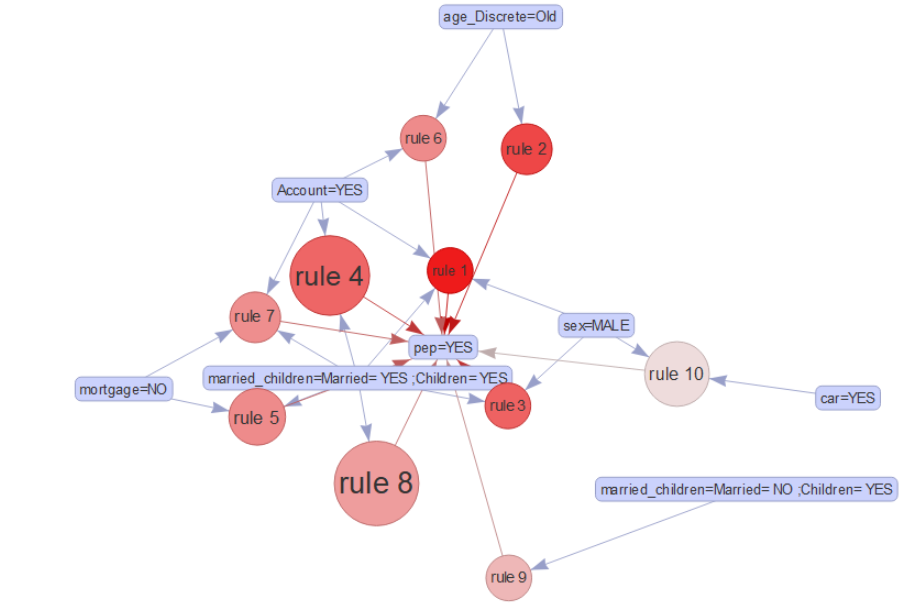 age_Discrete=Old
rule 6
rule 2
Account=YES
rule 4
rule 1
rule 7
sex=MALE
pep=YES
rule 10
married_children=Married= YES ;Children= YES
mortgage=NO
car=YES
rule 5
rule 3
rule 8
married_children=Married= NO ;Children= YES
rule 9